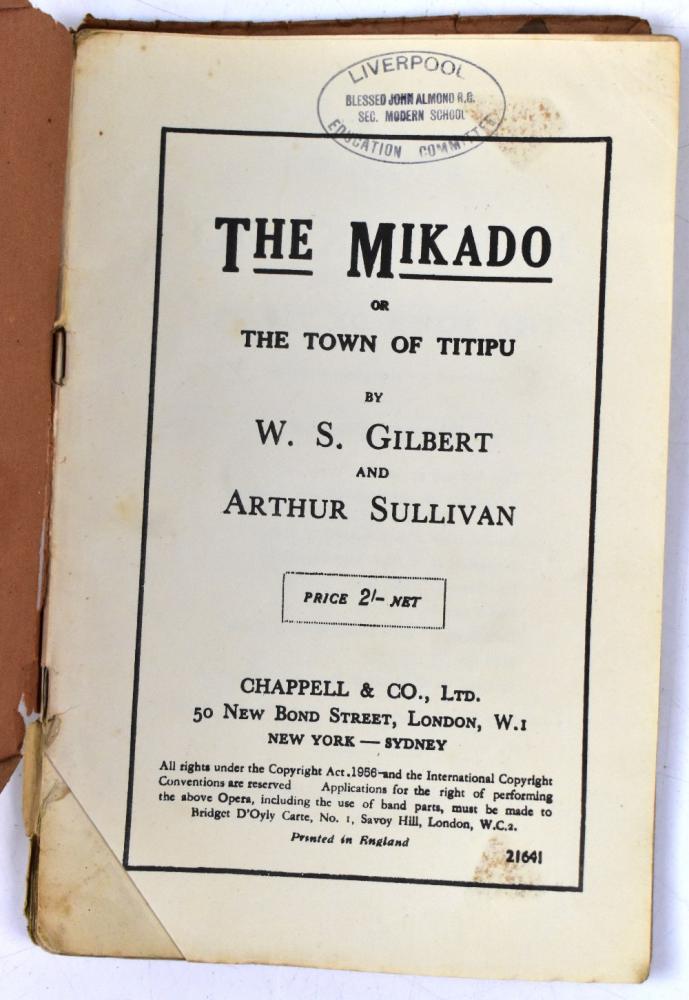 LIVERPOOL
BLESSED JOHN ALMOND R.C.
SEC. MODERN SCHOOL
EDUCATION COMMITTEE
THE MIKADO
OR
THE TOWN OF TITIPU
BY
W. S. GILBERT
AND
ARTHUR SULLIVAN
PRICE 2/- NET
CHAPPELL & CO., LTD.
50 NEW BOND STREET, LONDON, W.1
NEW YORK — SYDNEY
All rights under the Copyright Act, 1956 and the International Copyright
Conventions are reserved Applications for the right of performing
the above Opera, including the use of band parts, must be made to
Bridget D'Oyly Carte, No. 1, Savoy Hill, London, W.C.2.
Printed in England
21641